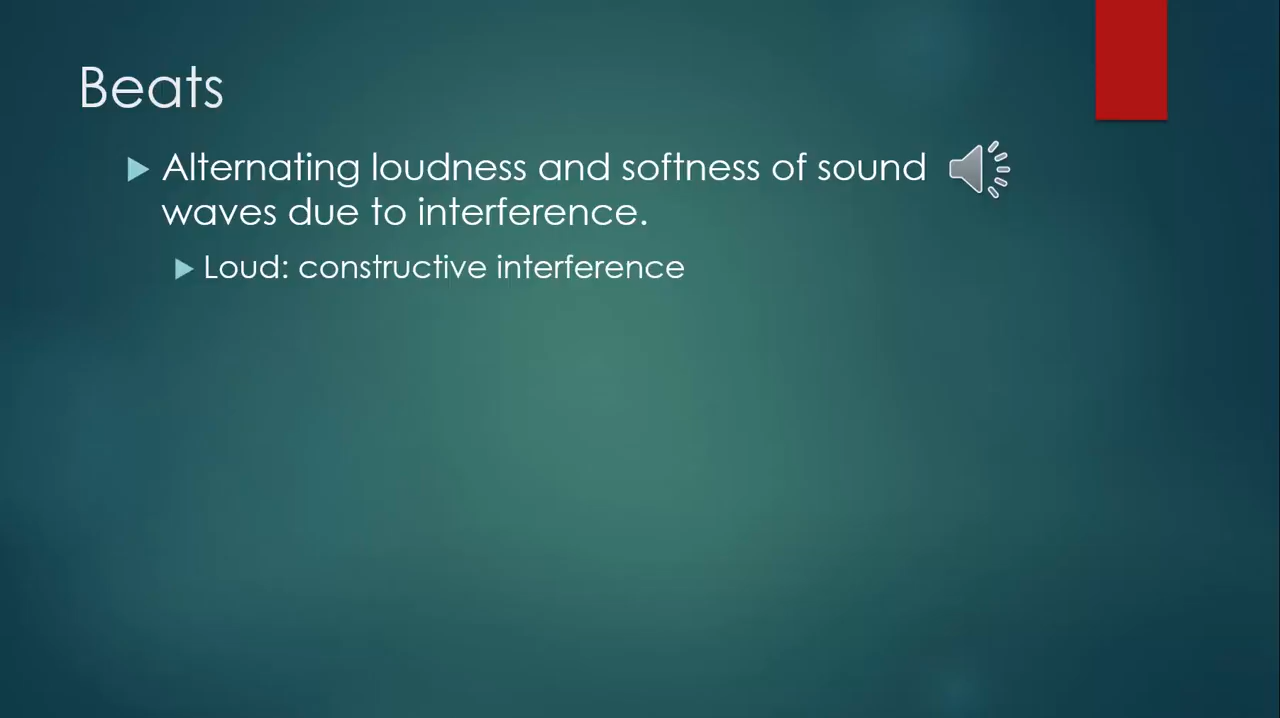 Beats
Alternating loudness and softness of sound
waves due to interference.
Loud: constructive interference